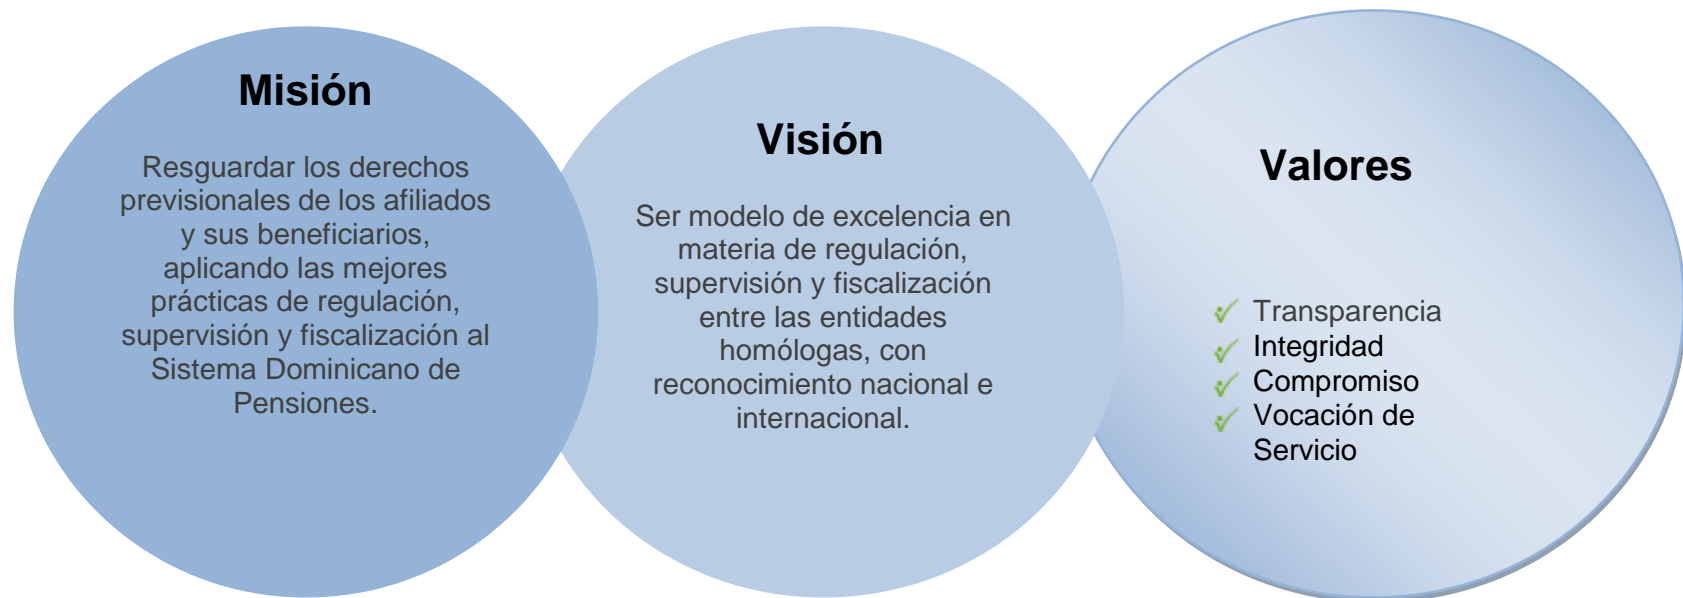 Misión
Resguardar los derechos
previsionales de los afiliados
y sus beneficiarios,
aplicando las mejores
prácticas de regulación,
supervisión y fiscalización al
Sistema Dominicano de
Pensiones.
Visión
Ser modelo de excelencia en
materia de regulación,
supervisión y fiscalización
entre las entidades
homólogas, con
reconocimiento nacional e
internacional.
Valores
Transparencia
Integridad
Compromiso
Vocación de
Servicio